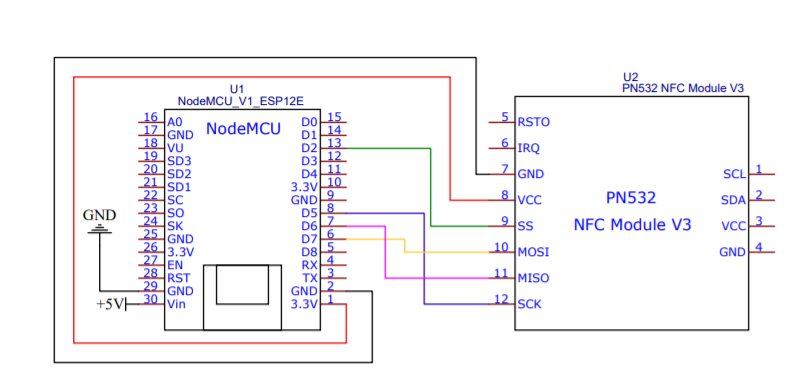 U1
NodeMCU_V1_ESP12E
NodeMCU
16 A0
17 GND
18 VU
19 SD3
20 SD2
21 SD1
22 SC
23 SO
24 SK
25 GND
26 3.3V
27 EN
28 RST
29 GND
30 Vin
D0 15
D1 14
D2 13
D3 12
D4 11
3.3V 10
GND 9
D5 8
D6 7
D7 6
D8 5
RX 4
TX 3
GND 2
3.3V 1
GND
+5V
U2
PN532 NFC Module V3
5 RSTO
6 IRQ
7 GND
8 VCC
9 SS
10 MOSI
11 MISO
12 SCK
PN532
NFC Module V3
SCL 1
SDA 2
VCC 3
GND 4